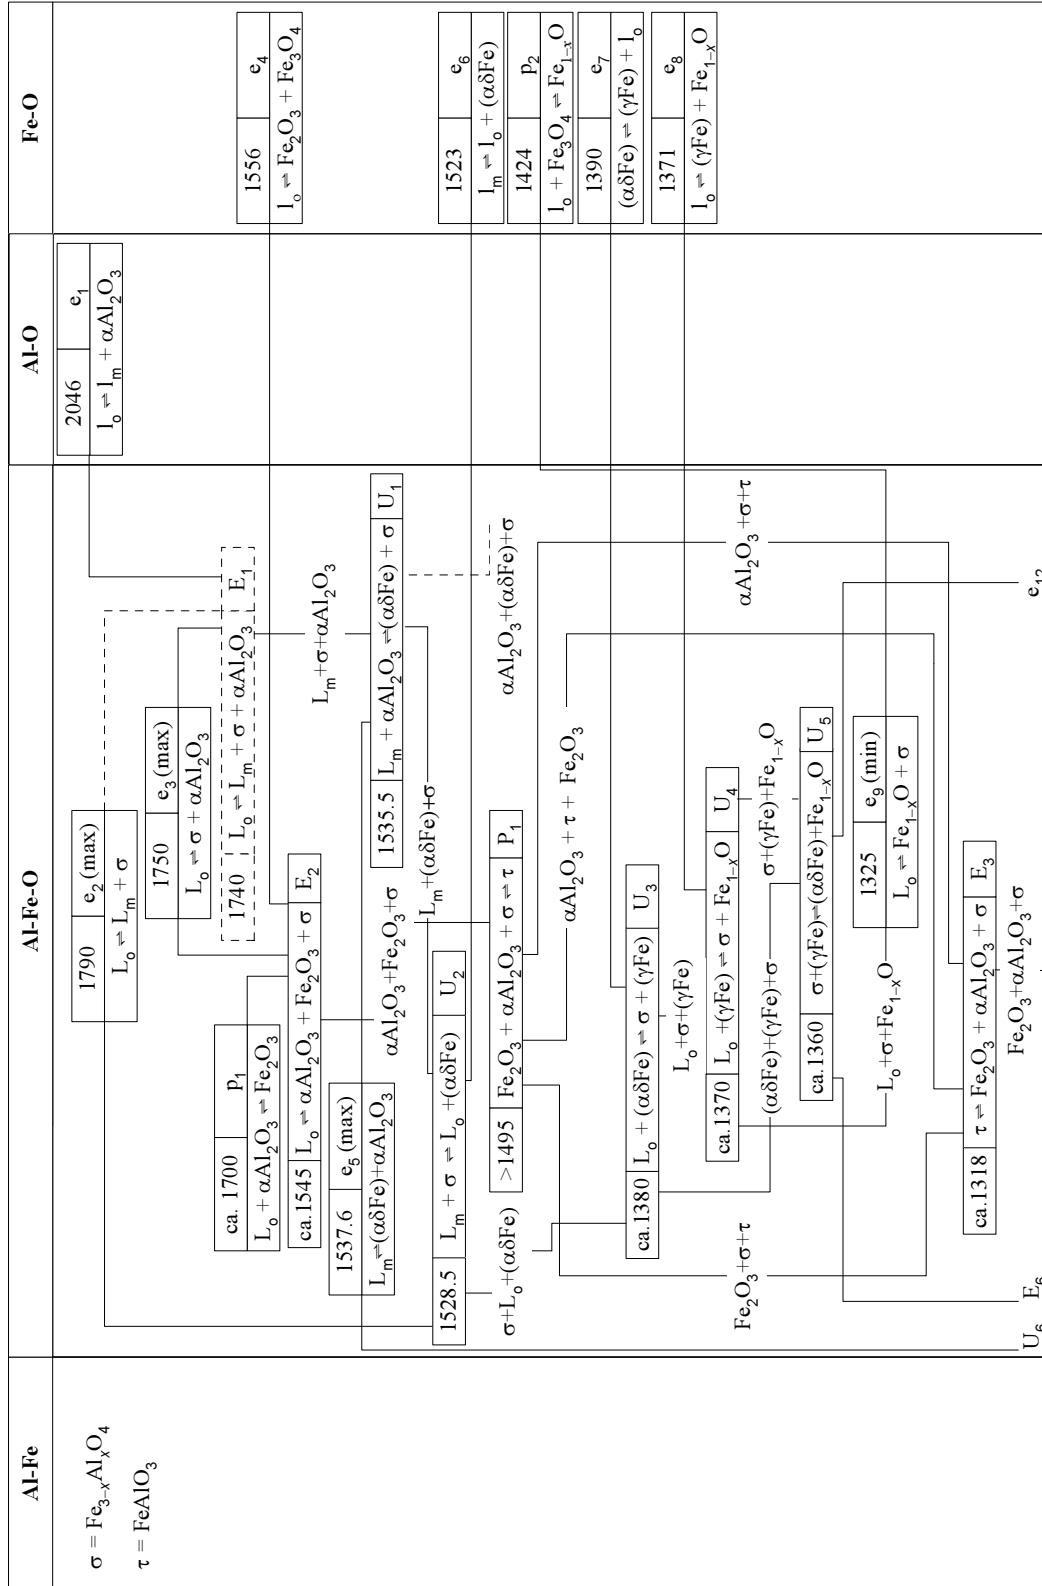 Al-Fe
Al-Fe-O
Al-O
Fe-O
σ = Fe₃₋ₓAlₓO₄
τ = FeAlO₃
2046 e₁
lₒ ⇌ lₘ + αAl₂O₃
1790 e₂ (max)
Lₒ ⇌ Lₘ + σ
1750 e₃ (max)
Lₒ ⇌ σ + αAl₂O₃
1740 Lₒ ⇌ Lₘ + σ + αAl₂O₃ E₁
ca. 1700 p₁
Lₒ + αAl₂O₃ ⇌ Fe₂O₃
1556 e₄
lₒ ⇌ Fe₂O₃ + Fe₃O₄
ca.1545 Lₒ ⇌ αAl₂O₃ + Fe₂O₃ + σ E₂
Lₘ+σ+αAl₂O₃
1537.6 e₅ (max)
Lₘ⇌(αδFe)+αAl₂O₃
αAl₂O₃+Fe₂O₃+σ
1535.5 Lₘ + αAl₂O₃ ⇌(αδFe) + σ U₁
Lₘ+(αδFe)+σ
1528.5 Lₘ + σ ⇌ Lₒ +(αδFe) U₂
1523 e₆
lₘ ⇌ lₒ + (αδFe)
σ+Lₒ+(αδFe)
>1495 Fe₂O₃ + αAl₂O₃ + σ ⇌ τ P₁
αAl₂O₃+(αδFe)+σ
1424 p₂
lₒ + Fe₃O₄ ⇌ Fe₁₋ₓO
αAl₂O₃ + τ + Fe₂O₃
1390 e₇
(αδFe) ⇌ (γFe) + lₒ
ca.1380 Lₒ + (αδFe) ⇌ σ + (γFe) U₃
Lₒ+σ+(γFe)
1371 e₈
lₒ ⇌ (γFe) + Fe₁₋ₓO
ca.1370 Lₒ +(γFe) ⇌ σ + Fe₁₋ₓO U₄
Fe₂O₃+σ+τ
αAl₂O₃+σ+τ
(αδFe)+(γFe)+σ
σ+(γFe)+Fe₁₋ₓO
ca.1360 σ+(γFe)⇌(αδFe)+Fe₁₋ₓO U₅
1325 e₉ (min)
Lₒ ⇌ Fe₁₋ₓO + σ
Lₒ+σ+Fe₁₋ₓO
ca.1318 τ ⇌ Fe₂O₃ + αAl₂O₃ + σ E₃
Fe₂O₃+αAl₂O₃+σ
U₆
E₆
e₁₂